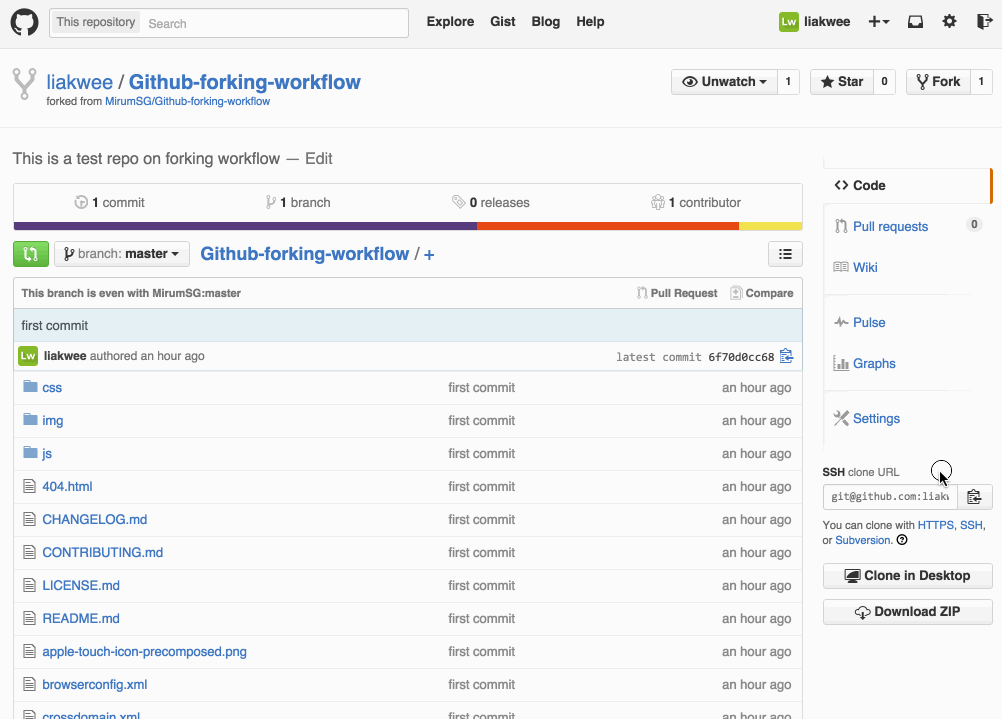 This repository Search Explore Gist Blog Help Lw liakwee
liakwee / Github-forking-workflow
forked from MirumSG/Github-forking-workflow
Unwatch 1 Star 0 Fork 1
This is a test repo on forking workflow — Edit
1 commit 1 branch 0 releases 1 contributor
branch: master Github-forking-workflow / +
This branch is even with MirumSG:master Pull Request Compare
first commit
Lw liakwee authored an hour ago latest commit 6f70d0cc68
css first commit an hour ago
img first commit an hour ago
js first commit an hour ago
404.html first commit an hour ago
CHANGELOG.md first commit an hour ago
CONTRIBUTING.md first commit an hour ago
LICENSE.md first commit an hour ago
README.md first commit an hour ago
apple-touch-icon-precomposed.png first commit an hour ago
browserconfig.xml first commit an hour ago
crossdomain.xml first commit an hour ago
Code
Pull requests 0
Wiki
Pulse
Graphs
Settings
SSH clone URL
git@github.com:liakw
You can clone with HTTPS, SSH,
or Subversion.
Clone in Desktop
Download ZIP